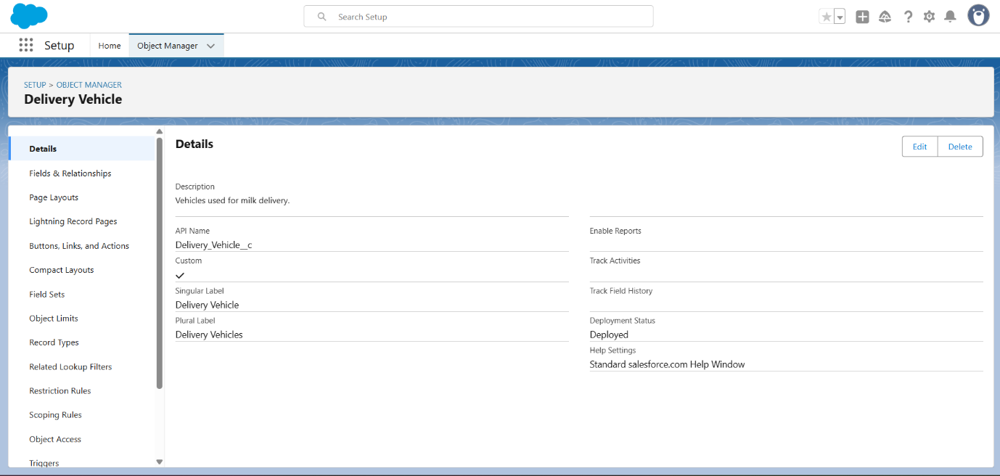 Search Setup
Setup
Home
Object Manager
SETUP > OBJECT MANAGER
Delivery Vehicle
Details
Fields & Relationships
Page Layouts
Lightning Record Pages
Buttons, Links, and Actions
Compact Layouts
Field Sets
Object Limits
Record Types
Related Lookup Filters
Restriction Rules
Scoping Rules
Object Access
Triggers
Details
Edit
Delete
Description
Vehicles used for milk delivery.
API Name
Delivery_Vehicle__c
Custom
Singular Label
Delivery Vehicle
Plural Label
Delivery Vehicles
Enable Reports
Track Activities
Track Field History
Deployment Status
Deployed
Help Settings
Standard salesforce.com Help Window